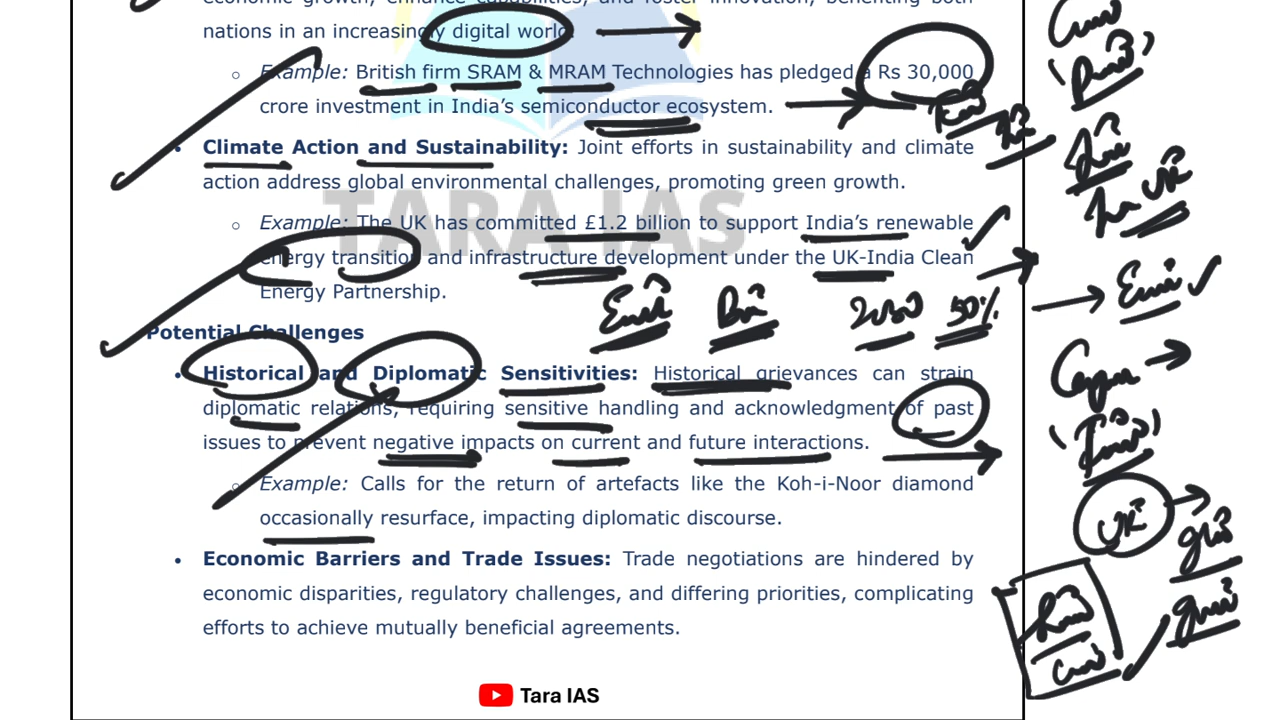 economic growth, enhance capabilities, and foster innovation, benefiting both
nations in an increasingly digital world.
○ Example: British firm SRAM & MRAM Technologies has pledged a Rs 30,000
crore investment in India's semiconductor ecosystem.
• Climate Action and Sustainability: Joint efforts in sustainability and climate
action address global environmental challenges, promoting green growth.
TARA IAS
○ Example: The UK has committed £1.2 billion to support India's renewable
energy transition and infrastructure development under the UK-India Clean
Energy Partnership.
50%
Potential Challenges
• Historical and Diplomatic Sensitivities: Historical grievances can strain
diplomatic relations, requiring sensitive handling and acknowledgment of past
issues to prevent negative impacts on current and future interactions.
○ Example: Calls for the return of artefacts like the Koh-i-Noor diamond
occasionally resurface, impacting diplomatic discourse.
UK
• Economic Barriers and Trade Issues: Trade negotiations are hindered by
economic disparities, regulatory challenges, and differing priorities, complicating
efforts to achieve mutually beneficial agreements.
Tara IAS